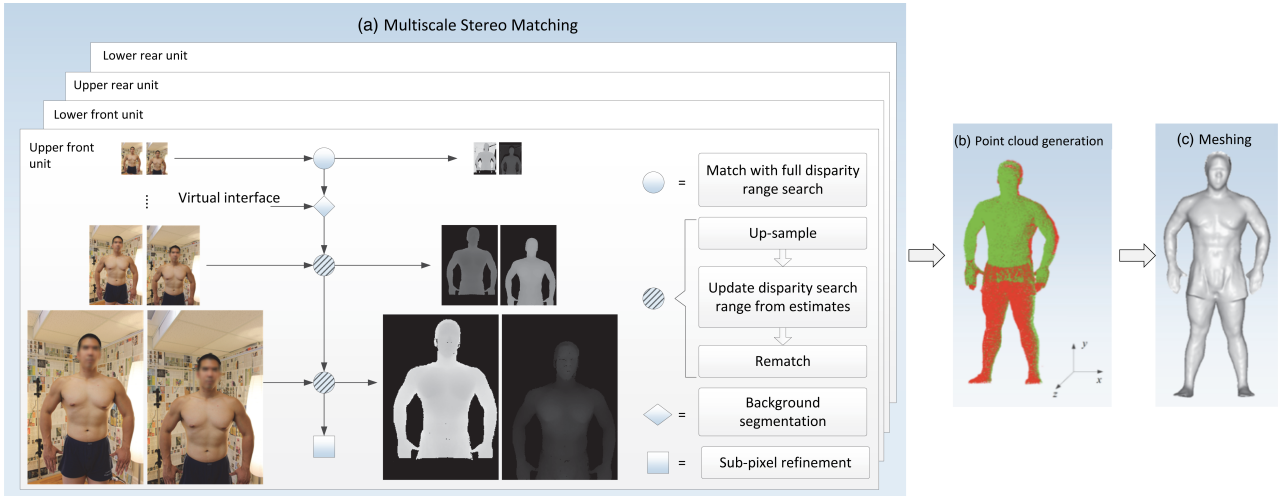 (a) Multiscale Stereo Matching
Lower rear unit
Upper rear unit
Lower front unit
Upper front
unit
Virtual interface
=
Match with full disparity
range search
Up-sample
=
Update disparity search
range from estimates
Rematch
=
Background
segmentation
=
Sub-pixel refinement
(b) Point cloud generation
y
x
z
(c) Meshing